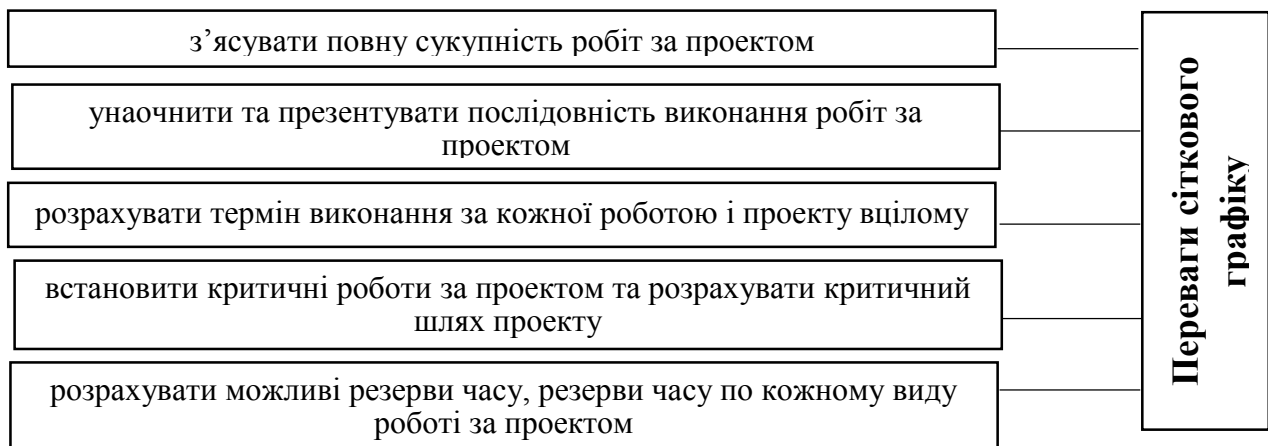 з’ясувати повну сукупність робіт за проектом
унаочнити та презентувати послідовність виконання робіт за
проектом
розрахувати термін виконання за кожної роботою і проекту вцілому
встановити критичні роботи за проектом та розрахувати критичний
шлях проекту
розрахувати можливі резерви часу, резерви часу по кожному виду
роботі за проектом
Переваги сіткового
графіку